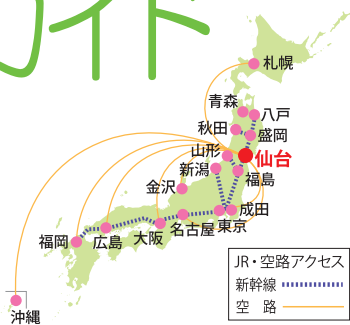 ガイド
札幌
青森
八戸
秋田
盛岡
山形
仙台
新潟
福島
金沢
成田
東京
名古屋
大阪
広島
福岡
沖縄
JR・空路アクセス
新幹線
空 路